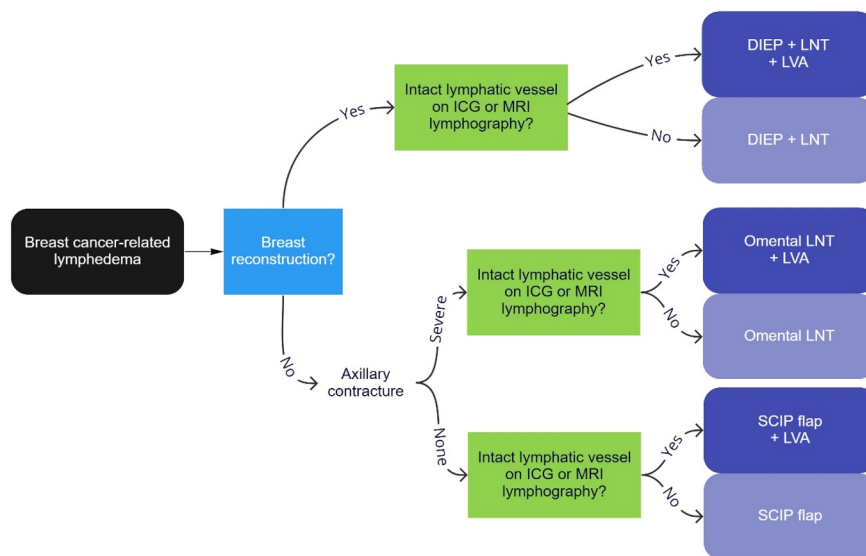 Breast cancer-related
lymphedema
Breast
reconstruction?
Yes
Intact lymphatic vessel
on ICG or MRI
lymphography?
Yes
DIEP + LNT
+ LVA
No
DIEP + LNT
No
Axillary
contracture
Severe
Intact lymphatic vessel
on ICG or MRI
lymphography?
Yes
Omental LNT
+ LVA
No
Omental LNT
None
Intact lymphatic vessel
on ICG or MRI
lymphography?
Yes
SCIP flap
+ LVA
No
SCIP flap